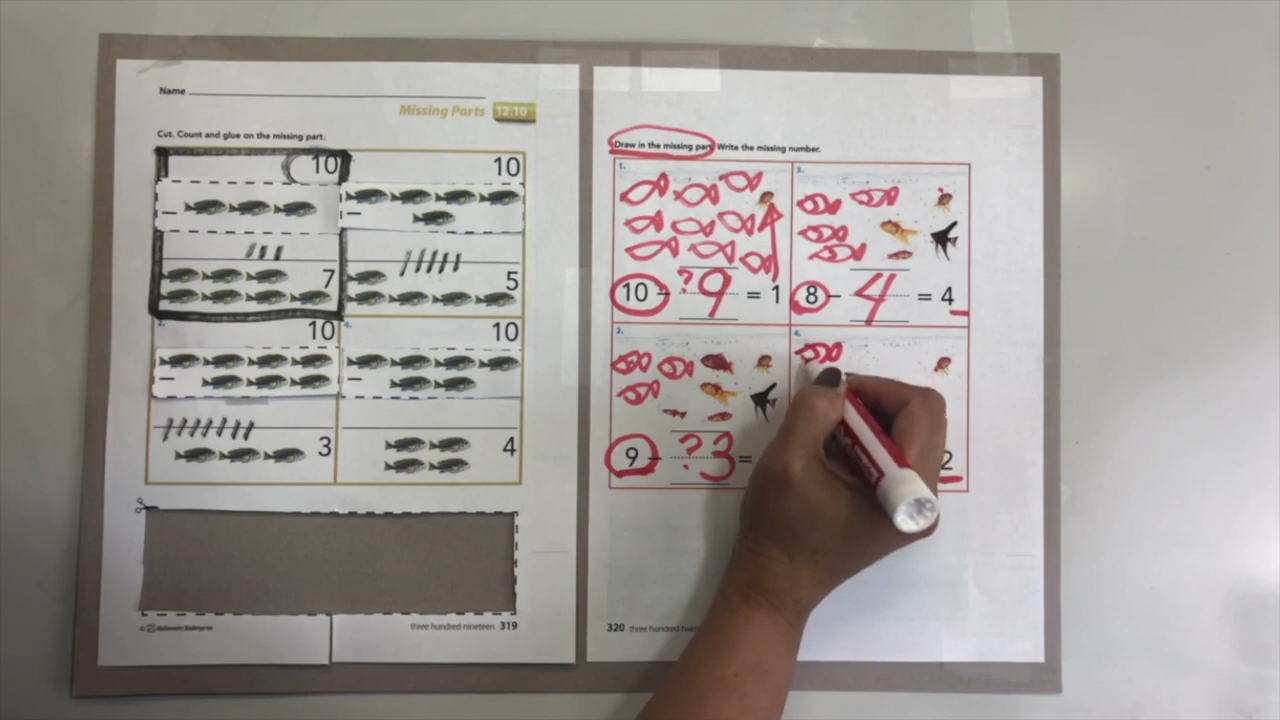 Name
Missing Parts 12.10
Cut. Count and glue on the missing part.
10 10
– –
7 5
2. 4.
10 10
– –
3 4
three hundred nineteen 319
Draw in the missing part. Write the missing number.
1. 3.
10 – ? 9 = 1 8 – 4 = 4
2. 4.
9 – ? 3 = 2
320 three hundred